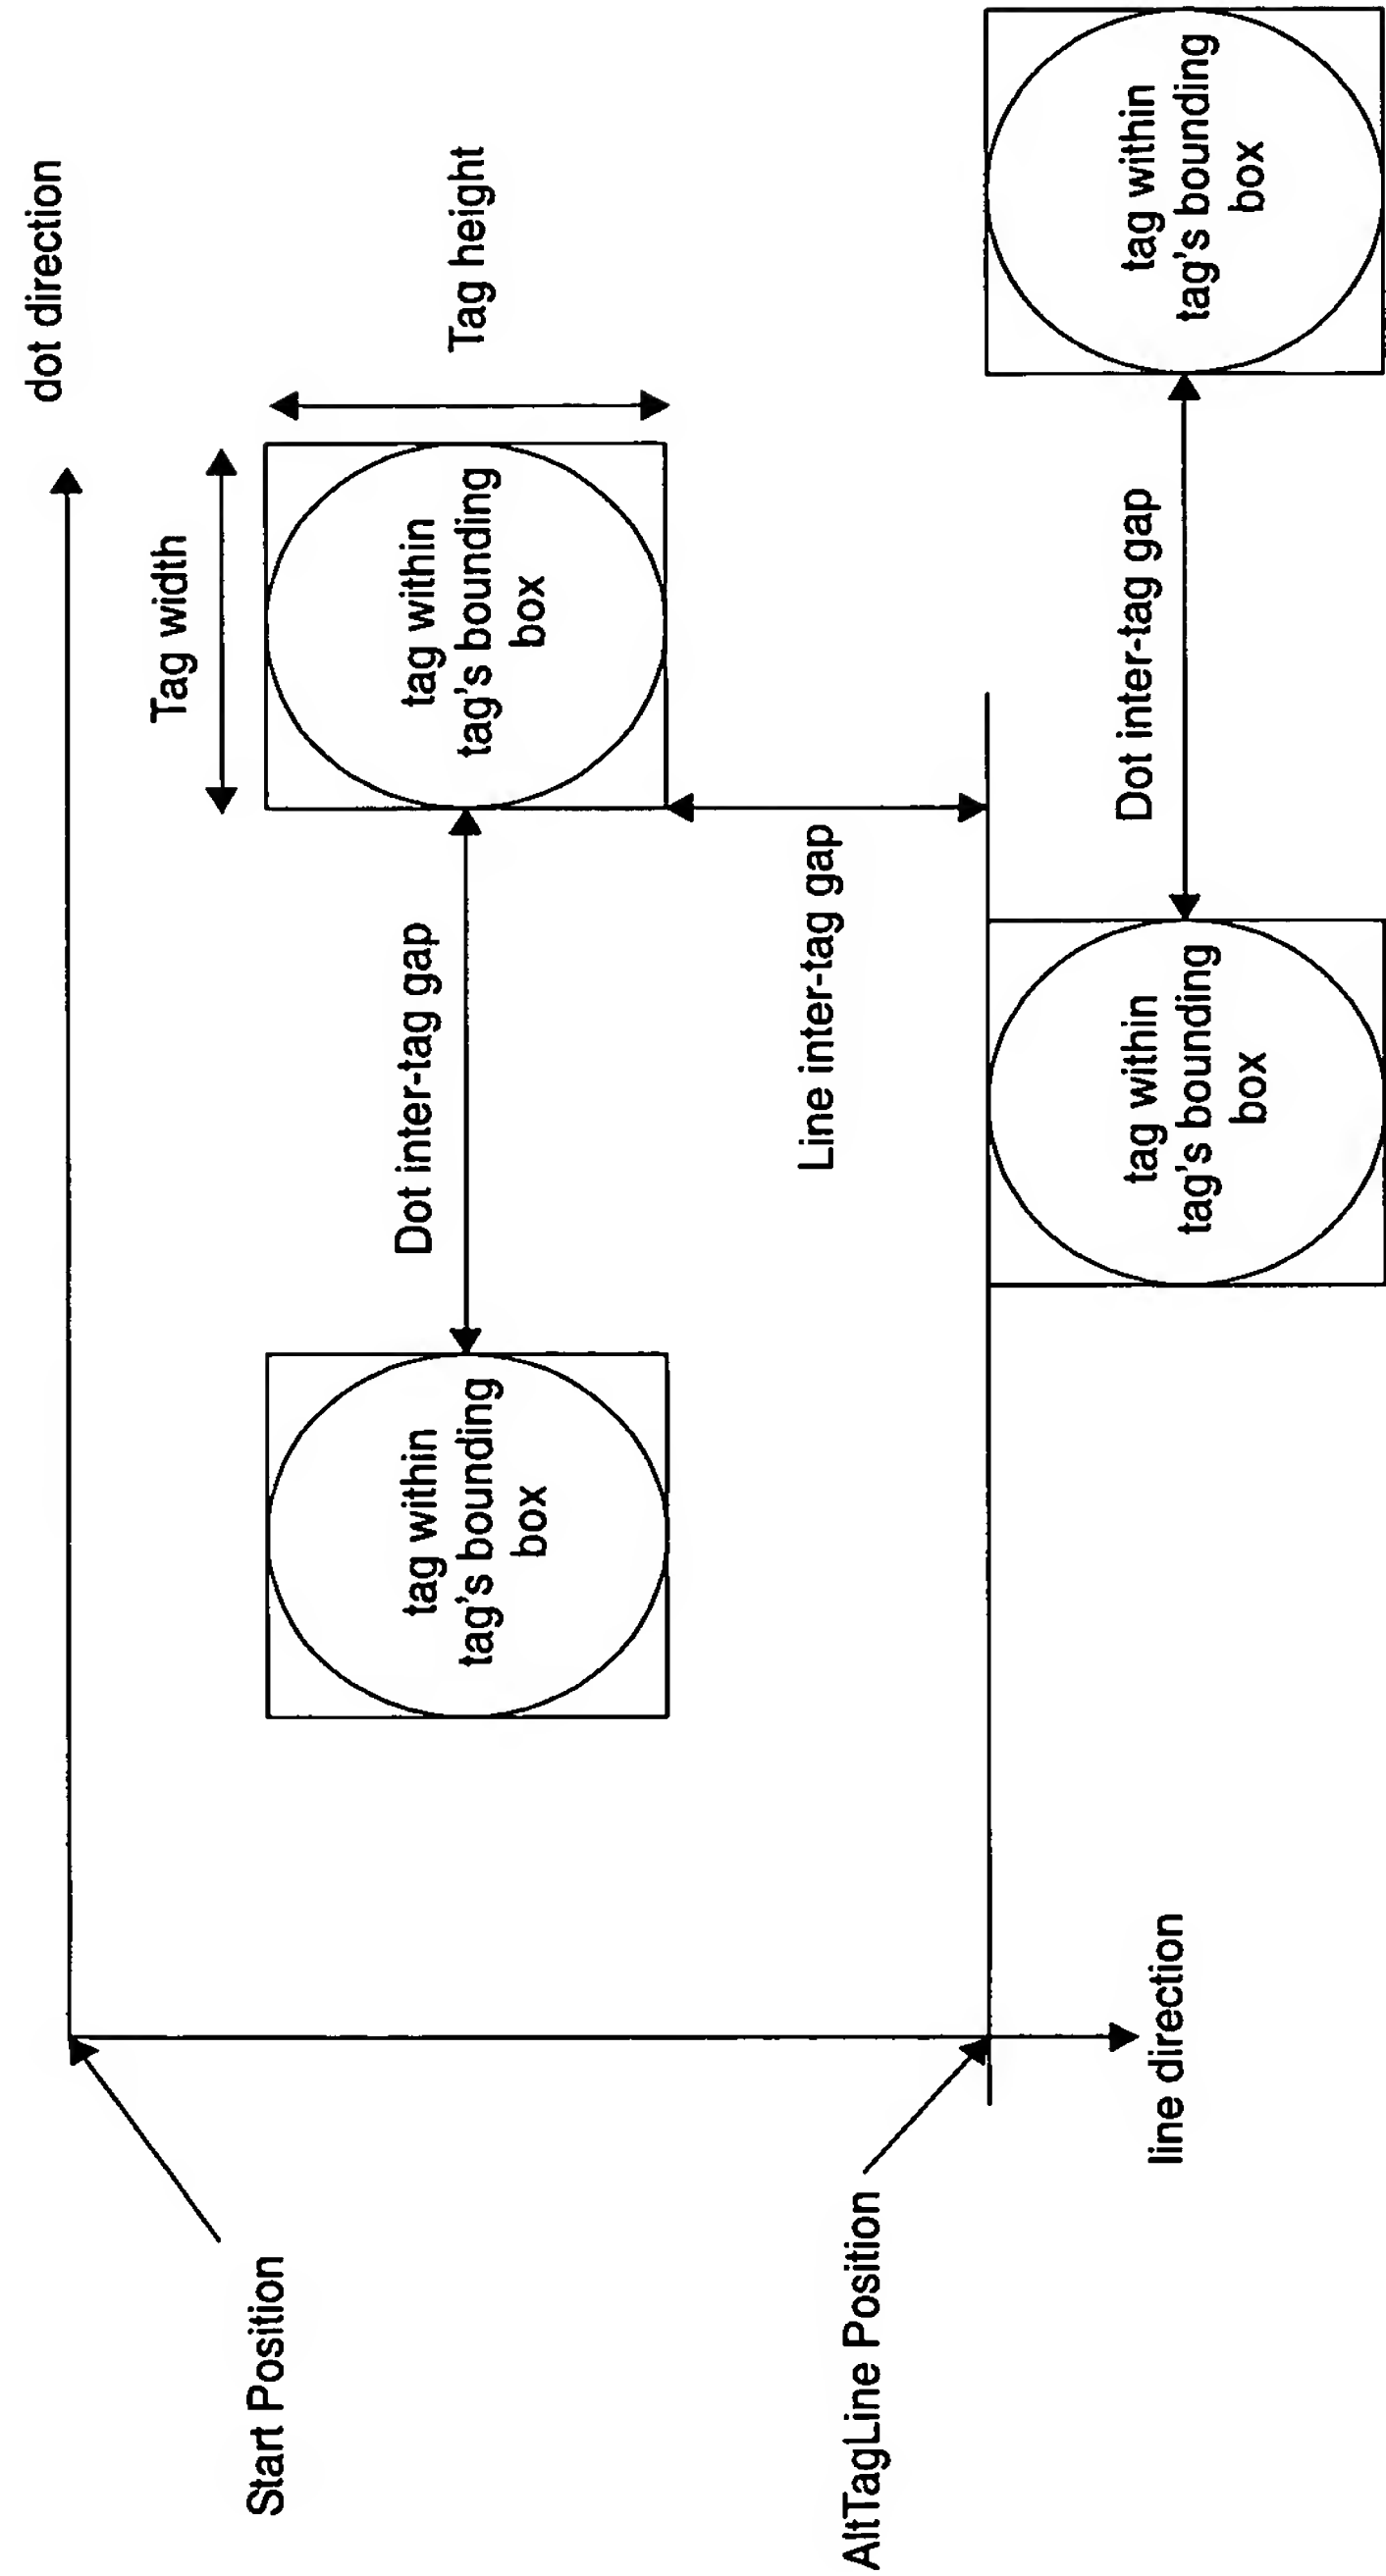 dot direction
Tag width
Tag height
tag within
tag's bounding
box
Dot inter-tag gap
tag within
tag's bounding
box
Line inter-tag gap
Start Position
AltTagLine Position
line direction
tag within
tag's bounding
box
Dot inter-tag gap
tag within
tag's bounding
box